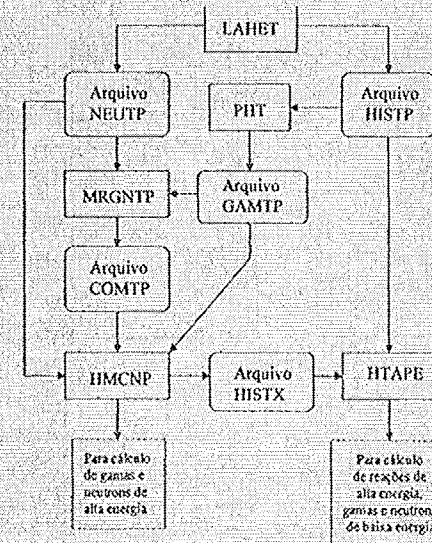 LAHET
Arquivo
NEUTP
PHT
Arquivo
HISTP
MRGNTP
Arquivo
GAMTP
Arquivo
COMTP
HMCNP
Arquivo
HISTX
HTAPE
Para cálculo
de gamas e
neutrons de
alta energia
Para cálculo
de reações de
alta energia,
gamas e neutron
de baixa energia